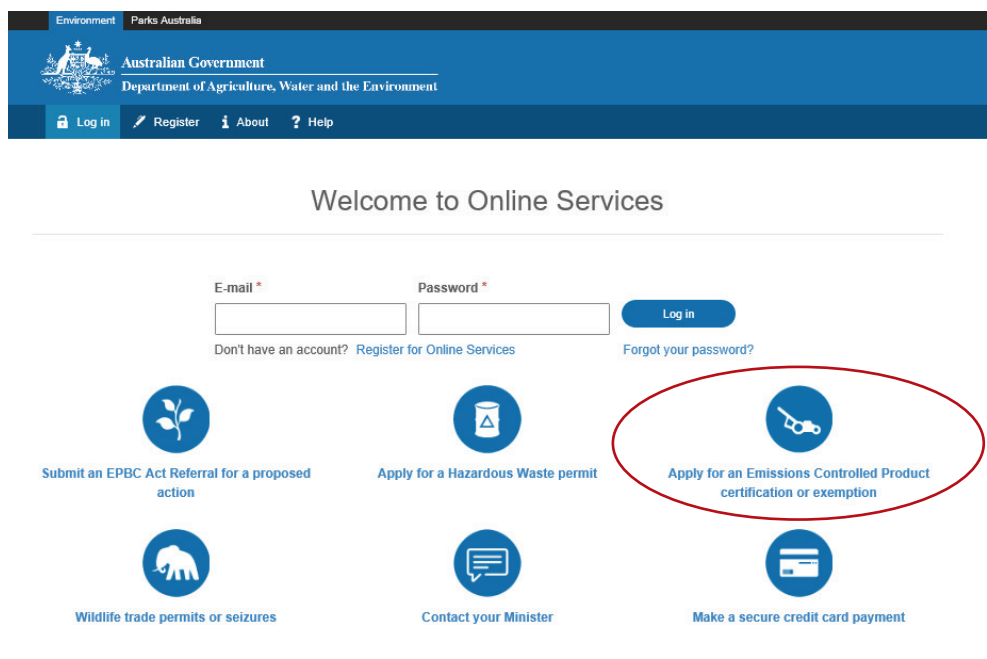 Environment Parks Australia
Australian Government
Department of Agriculture, Water and the Environment
Log in Register About Help
Welcome to Online Services
E-mail * Password *
Log in
Don't have an account? Register for Online Services Forgot your password?
Submit an EPBC Act Referral for a proposed
action
Apply for a Hazardous Waste permit
Apply for an Emissions Controlled Product
certification or exemption
Wildlife trade permits or seizures
Contact your Minister
Make a secure credit card payment